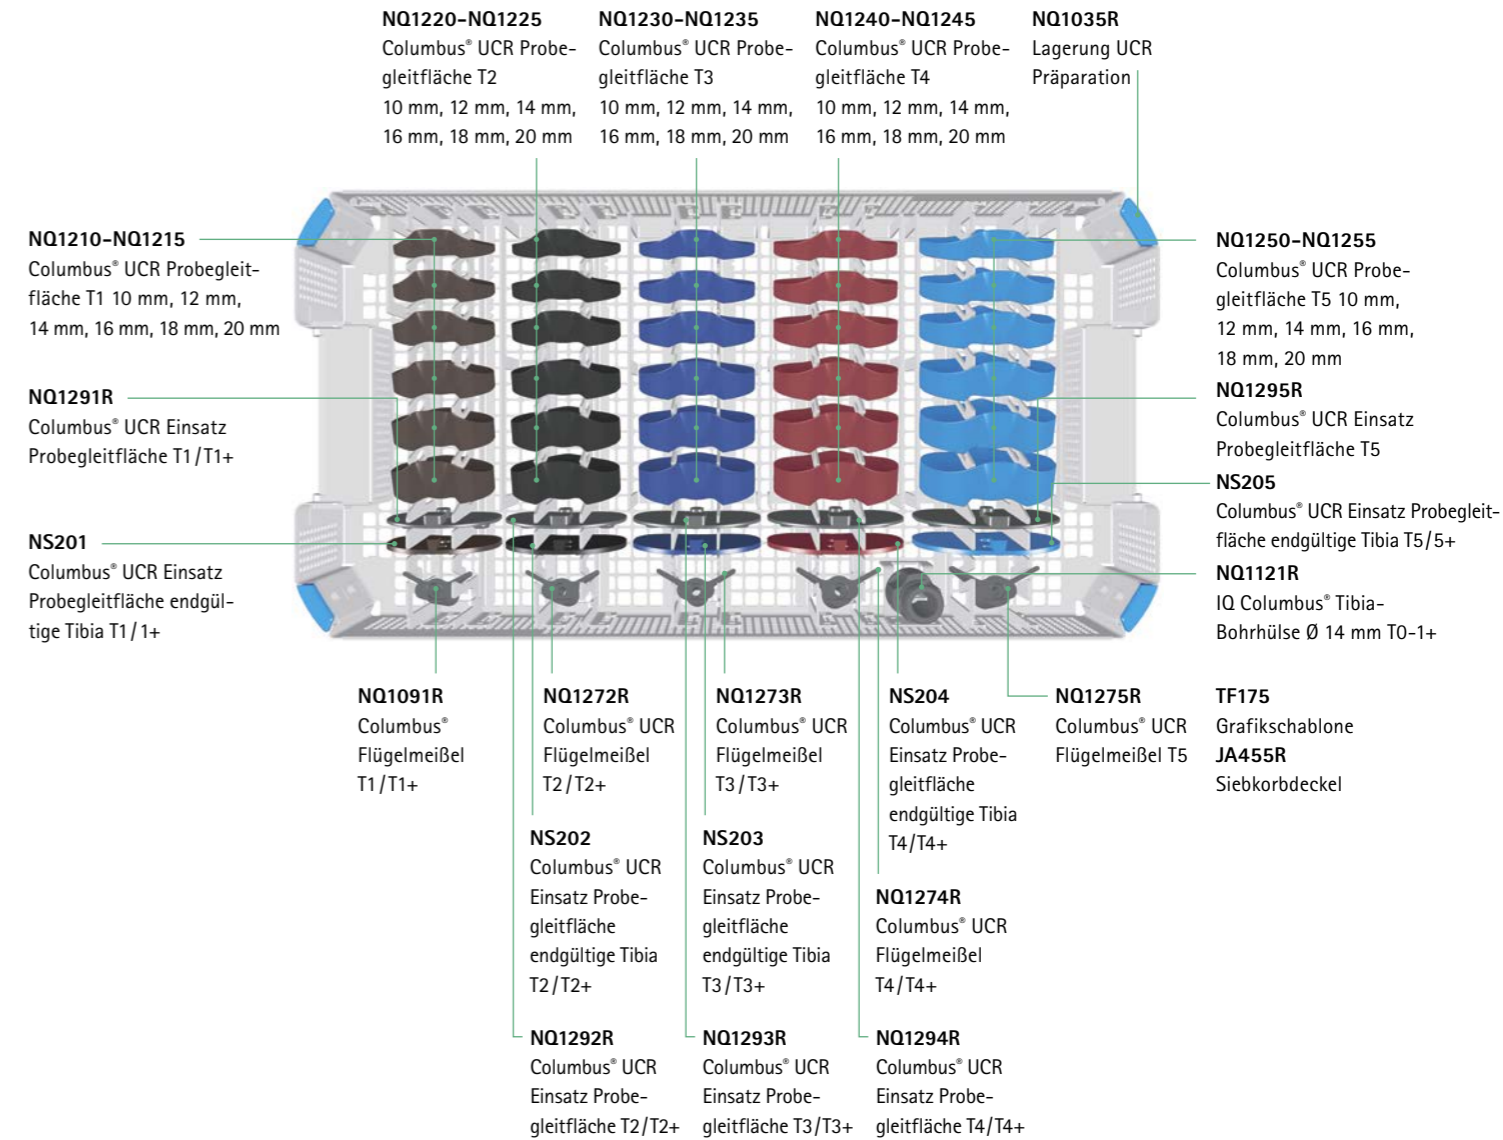 NQ1220–NQ1225
Columbus® UCR Probe-
gleitfläche T2
10 mm, 12 mm, 14 mm,
16 mm, 18 mm, 20 mm
NQ1230–NQ1235
Columbus® UCR Probe-
gleitfläche T3
10 mm, 12 mm, 14 mm,
16 mm, 18 mm, 20 mm
NQ1240–NQ1245
Columbus® UCR Probe-
gleitfläche T4
10 mm, 12 mm, 14 mm,
16 mm, 18 mm, 20 mm
NQ1035R
Lagerung UCR
Präparation
NQ1210–NQ1215
Columbus® UCR Probegleit-
fläche T1 10 mm, 12 mm,
14 mm, 16 mm, 18 mm, 20 mm
NQ1291R
Columbus® UCR Einsatz
Probegleitfläche T1/T1+
NS201
Columbus® UCR Einsatz
Probegleitfläche endgül-
tige Tibia T1/1+
NQ1250–NQ1255
Columbus® UCR Probe-
gleitfläche T5 10 mm,
12 mm, 14 mm, 16 mm,
18 mm, 20 mm
NQ1295R
Columbus® UCR Einsatz
Probegleitfläche T5
NS205
Columbus® UCR Einsatz Probegleit-
fläche endgültige Tibia T5/5+
NQ1121R
IQ Columbus® Tibia-
Bohrhülse Ø 14 mm T0-1+
NQ1091R
Columbus®
Flügelmeißel
T1/T1+
NQ1272R
Columbus® UCR
Flügelmeißel
T2/T2+
NQ1273R
Columbus® UCR
Flügelmeißel
T3/T3+
NS204
Columbus® UCR
Einsatz Probe-
gleitfläche
endgültige Tibia
T4/T4+
NQ1275R
Columbus® UCR
Flügelmeißel T5
TF175
Grafikschablone
JA455R
Siebkorbdeckel
NS202
Columbus® UCR
Einsatz Probe-
gleitfläche
endgültige Tibia
T2/T2+
NS203
Columbus® UCR
Einsatz Probe-
gleitfläche
endgültige Tibia
T3/T3+
NQ1274R
Columbus® UCR
Flügelmeißel
T4/T4+
NQ1292R
Columbus® UCR
Einsatz Probe-
gleitfläche T2/T2+
NQ1293R
Columbus® UCR
Einsatz Probe-
gleitfläche T3/T3+
NQ1294R
Columbus® UCR
Einsatz Probe-
gleitfläche T4/T4+